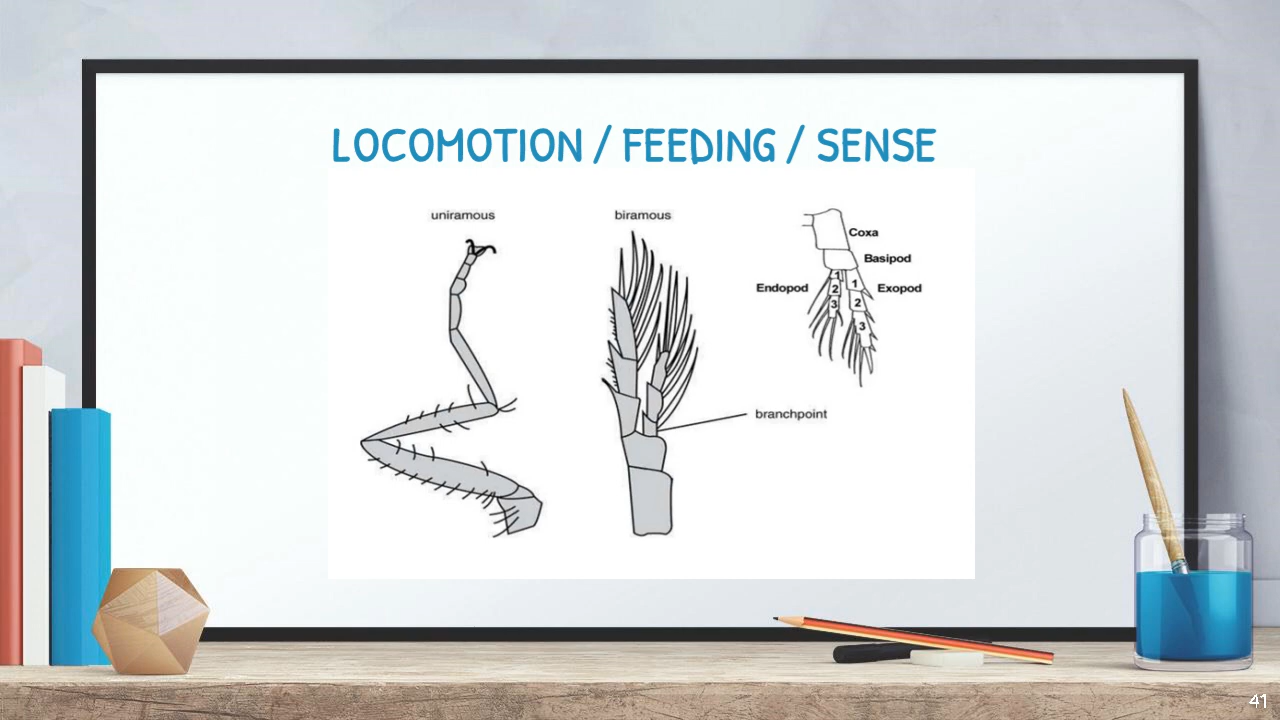 LOCOMOTION / FEEDING / SENSE
uniramous
biramous
Coxa
Basipod
Endopod
Exopod
1
2
3
1
2
3
branchpoint
41